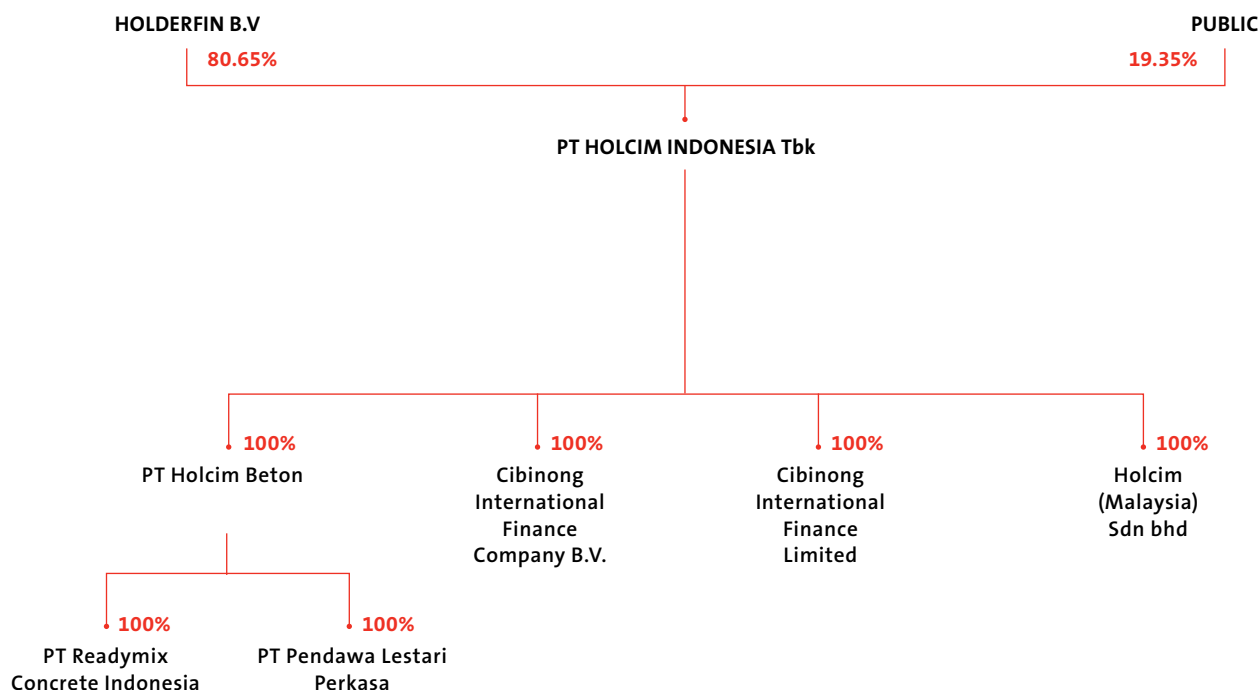 HOLDERFIN B.V
PUBLIC
80.65%
19.35%
PT HOLCIM INDONESIA Tbk
100%
PT Holcim Beton
100%
Cibinong
International
Finance
Company B.V.
100%
Cibinong
International
Finance
Limited
100%
Holcim
(Malaysia)
Sdn bhd
100%
PT Readymix
Concrete Indonesia
100%
PT Pendawa Lestari
Perkasa